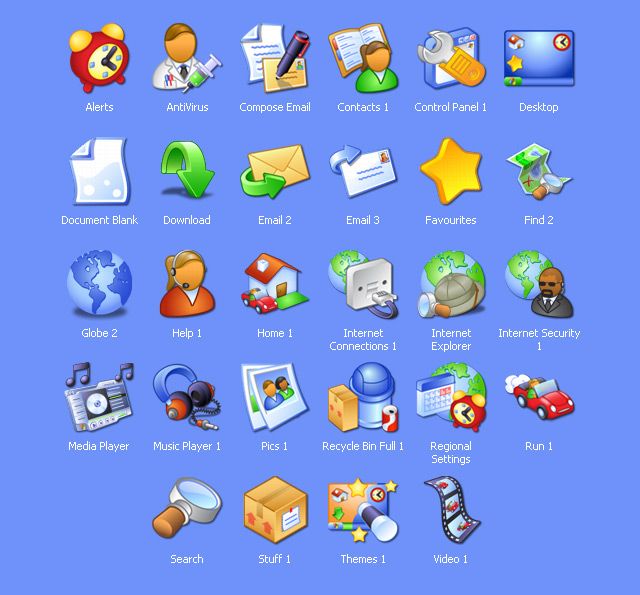 Alerts
AntiVirus
Compose Email
Contacts 1
Control Panel 1
Desktop
Document Blank
Download
Email 2
Email 3
Favourites
Find 2
Globe 2
Help 1
Home 1
Internet
Connections 1
Internet
Explorer
Internet Security
1
Media Player
Music Player 1
Pics 1
Recycle Bin Full 1
Regional
Settings
Run 1
Search
Stuff 1
Themes 1
Video 1